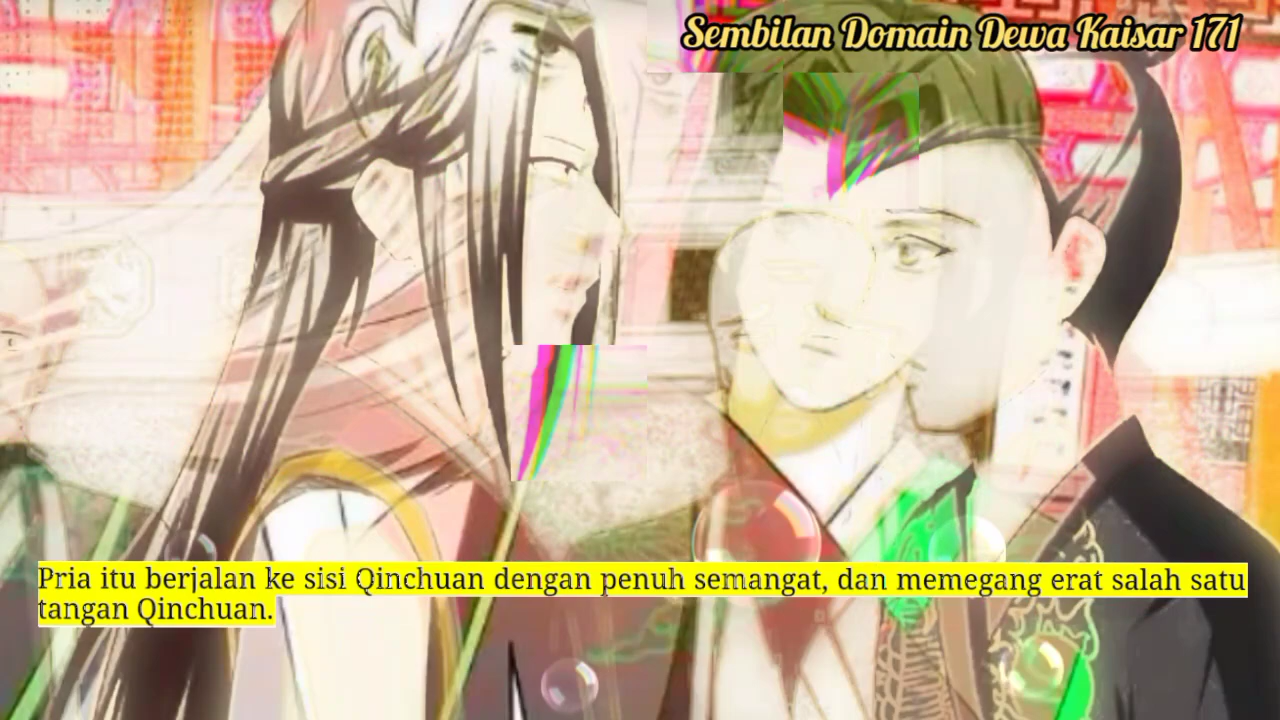 Sembilan Domain Dewa Kaisar 171
Pria itu berjalan ke sisi Qinchuan dengan penuh semangat, dan memegang erat salah satu
tangan Qinchuan.